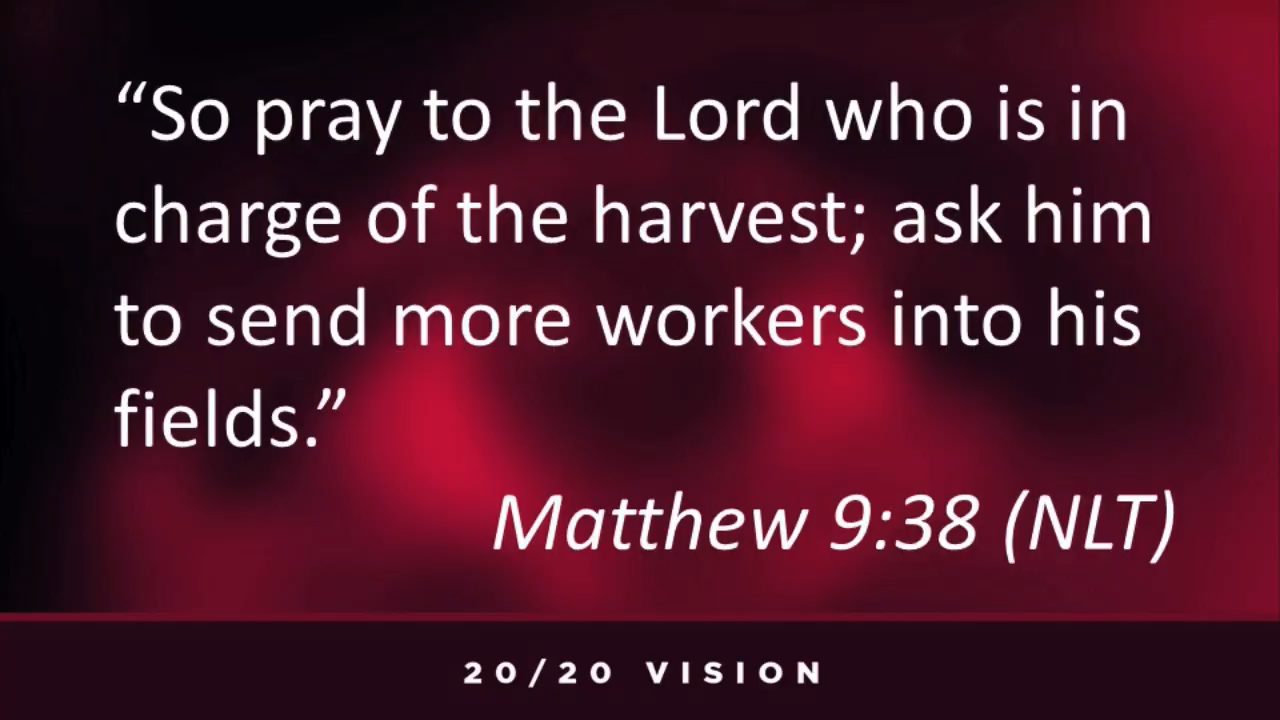 “So pray to the Lord who is in
charge of the harvest; ask him
to send more workers into his
fields.”
Matthew 9:38 (NLT)
20/20 VISION